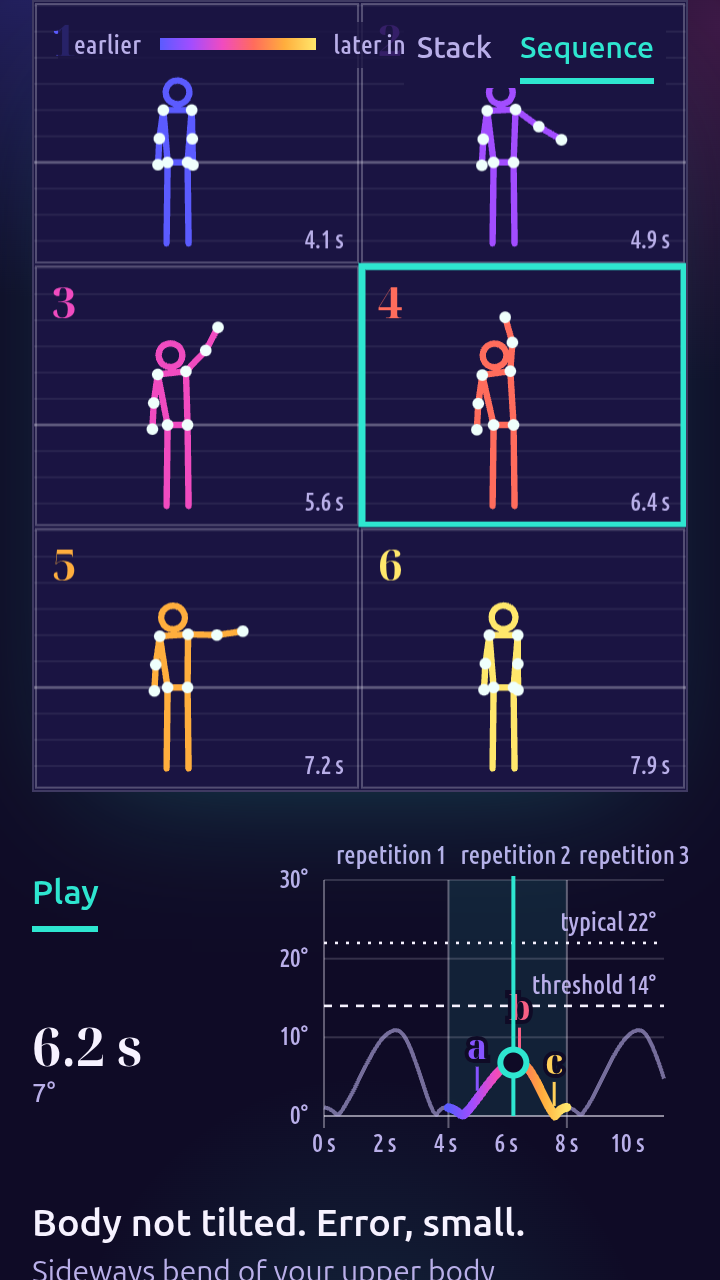 1 earlier later in 2 Stack Sequence
4.1 s 4.9 s
3 4
5.6 s 6.4 s
5 6
7.2 s 7.9 s
repetition 1 repetition 2 repetition 3
Play
30°
typical 22°
20°
threshold 14°
b
10°
a
c
6.2 s
7°
0°
0 s 2 s 4 s 6 s 8 s 10 s
Body not tilted. Error, small.
Sideways bend of your upper body